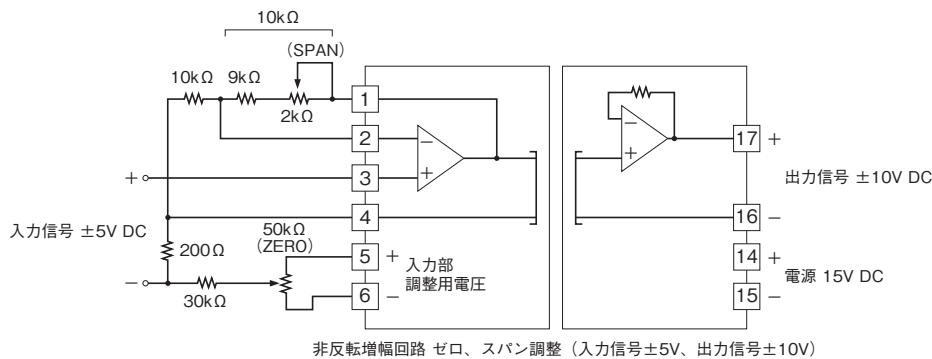 10kΩ
(SPAN)
10kΩ 9kΩ
2kΩ
1
2
3
4
5
6
−
+
+
入力信号 ±5V DC
−
200Ω
50kΩ
(ZERO)
30kΩ
+
−
入力部
調整用電圧
−
+
17 +
出力信号 ±10V DC
16 −
14 +
電源 15V DC
15 −
非反転増幅回路 ゼロ、スパン調整（入力信号±5V、出力信号±10V）